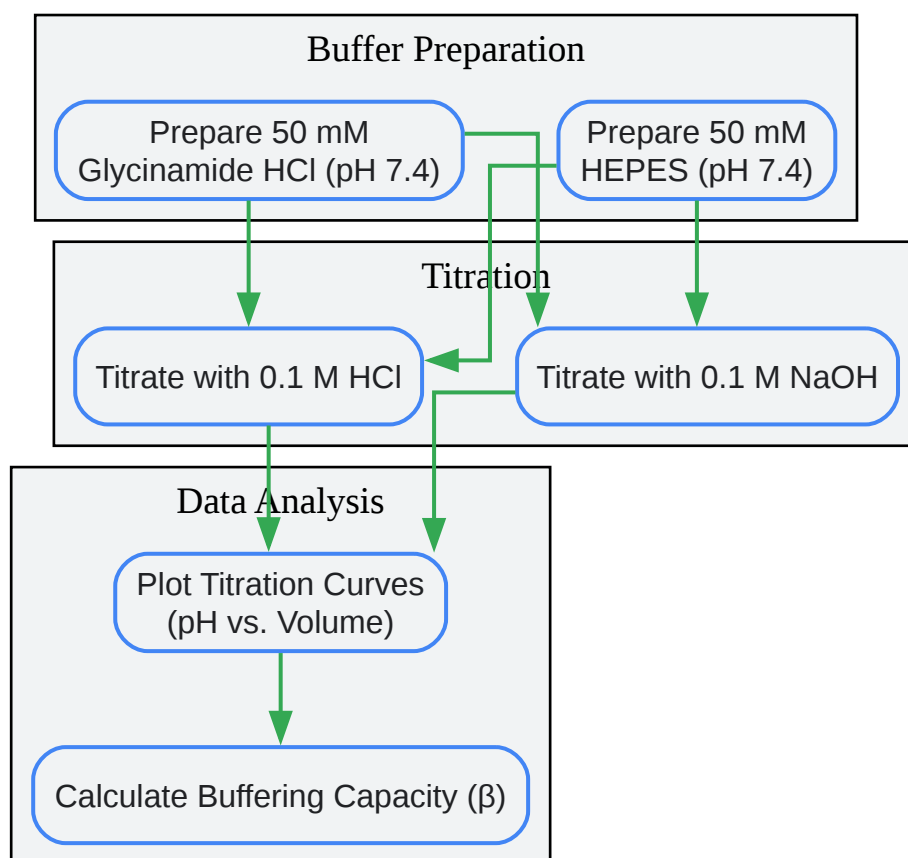 Buffer Preparation
Prepare 50 mM
Glycinamide HCl (pH 7.4)
Prepare 50 mM
HEPES (pH 7.4)
Titration
Titrate with 0.1 M HCl
Titrate with 0.1 M NaOH
Data Analysis
Plot Titration Curves
(pH vs. Volume)
Calculate Buffering Capacity (β)